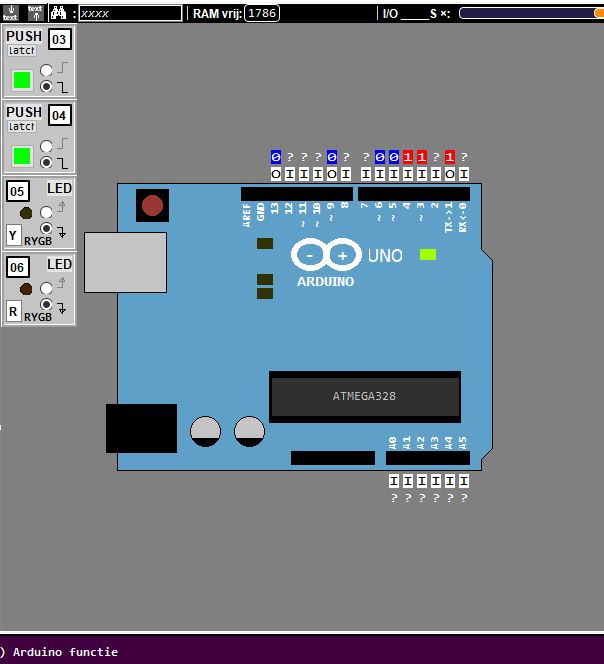 text text : xxxx RAM vrij: 1786 I/O ____S ×:
PUSH 03
latch
PUSH 04
latch
05 LED
Y RYGB
06 LED
R RYGB
0 ? ? ? 0 ? ? 0 0 1 1 ? 1 ?
O I I I O I I I I I I I O I
AREF GND 13 12 ~11 ~10 ~9 8 7 ~6 ~5 4 ~3 2 TX->1 RX<-0
- + UNO
ARDUINO
ATMEGA328
A0 A1 A2 A3 A4 A5
I I I I I I
? ? ? ? ? ?
) Arduino functie